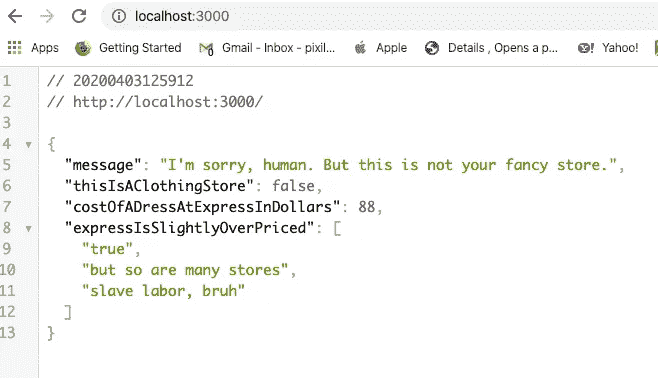 localhost:3000
Apps Getting Started Gmail - Inbox - pixil... Apple Details , Opens a p... Yahoo!
1 // 20200403125912
2 // http://localhost:3000/
3
4 {
5 "message": "I'm sorry, human. But this is not your fancy store.",
6 "thisIsAClothingStore": false,
7 "costOfADressAtExpressInDollars": 88,
8 "expressIsSlightlyOverPriced": [
9 "true",
10 "but so are many stores",
11 "slave labor, bruh"
12 ]
13 }